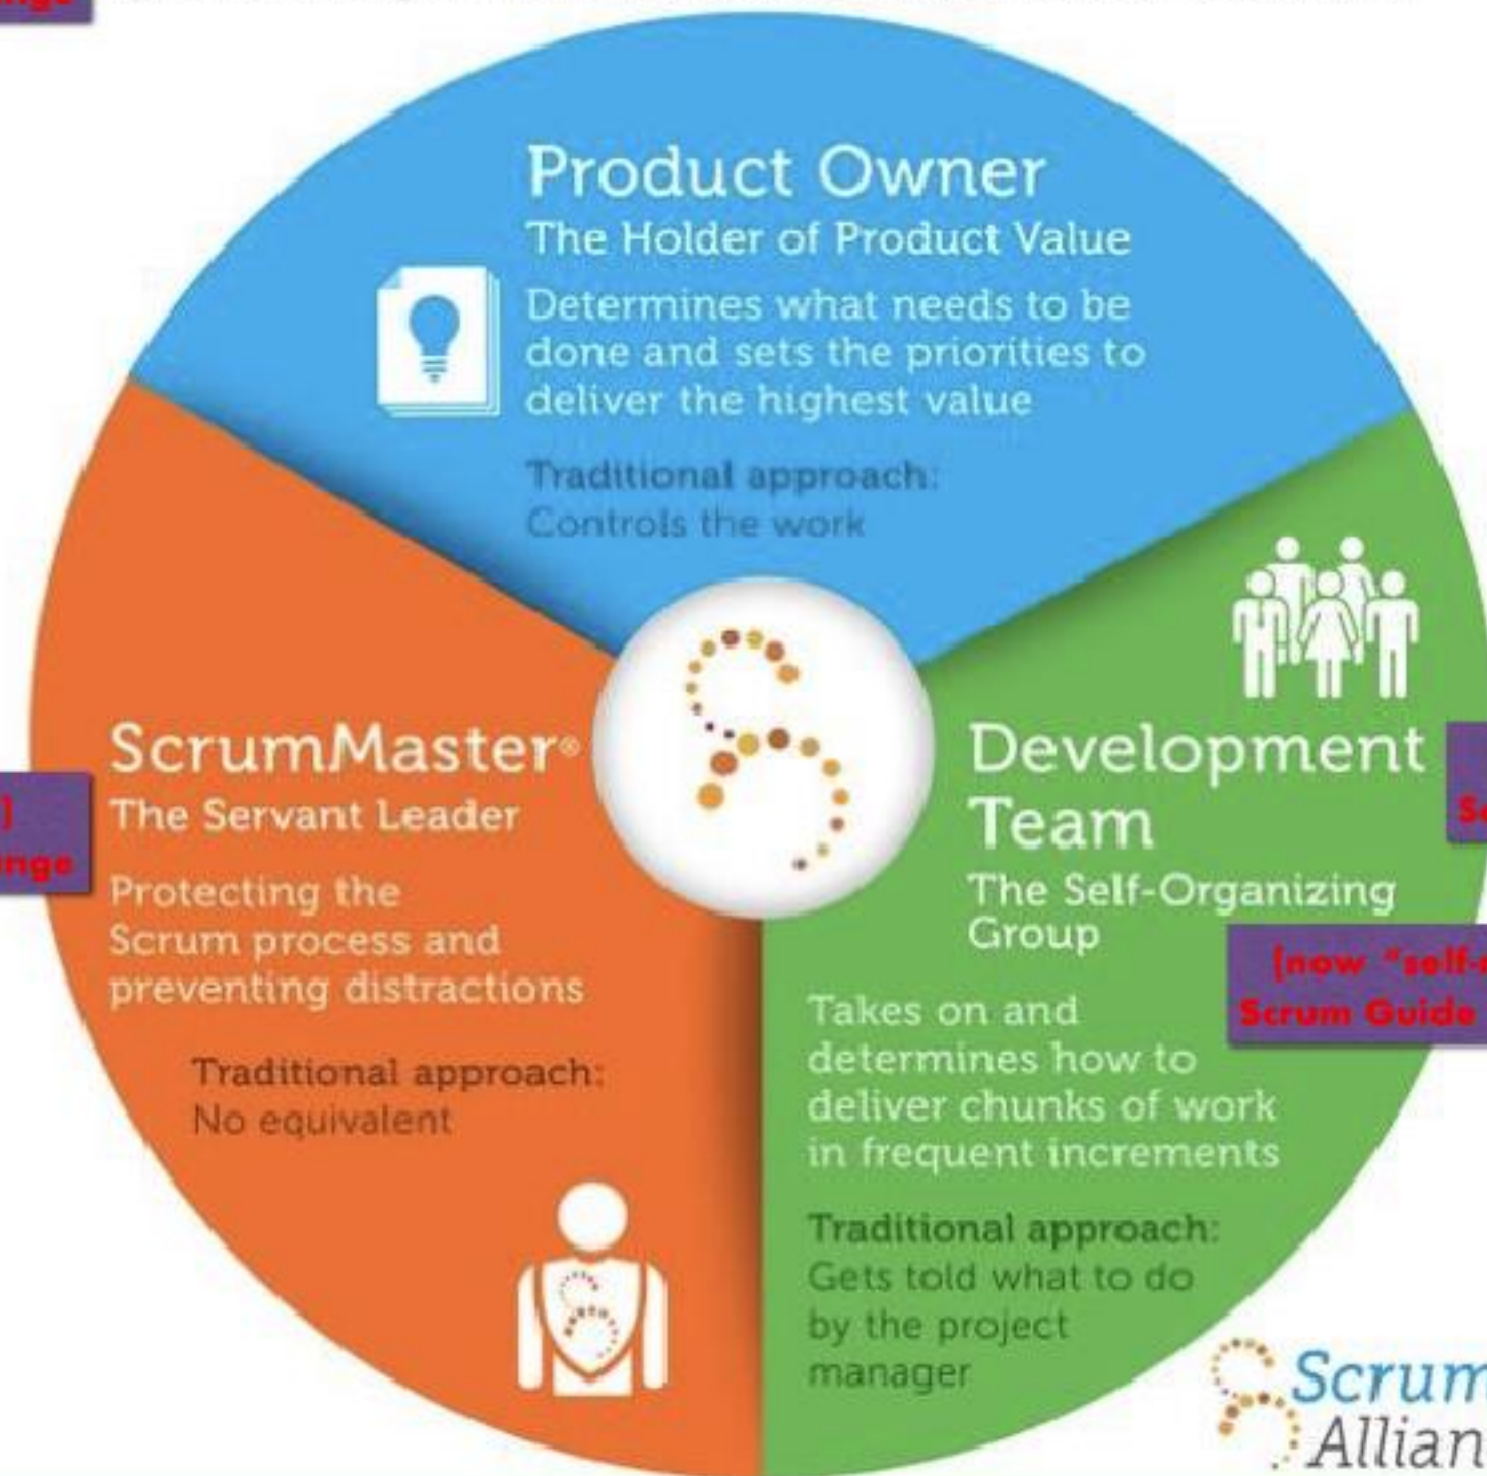 Product Owner
The Holder of Product Value
Determines what needs to be
done and sets the priorities to
deliver the highest value
Traditional approach:
Controls the work
ScrumMaster®
The Servant Leader
Protecting the
Scrum process and
preventing distractions
Traditional approach:
No equivalent
Development
Team
The Self-Organizing
Group
[now "self-
Scrum Guide
Takes on and
determines how to
deliver chunks of work
in frequent increments
Traditional approach:
Gets told what to do
by the project
manager
Scrum
Allian